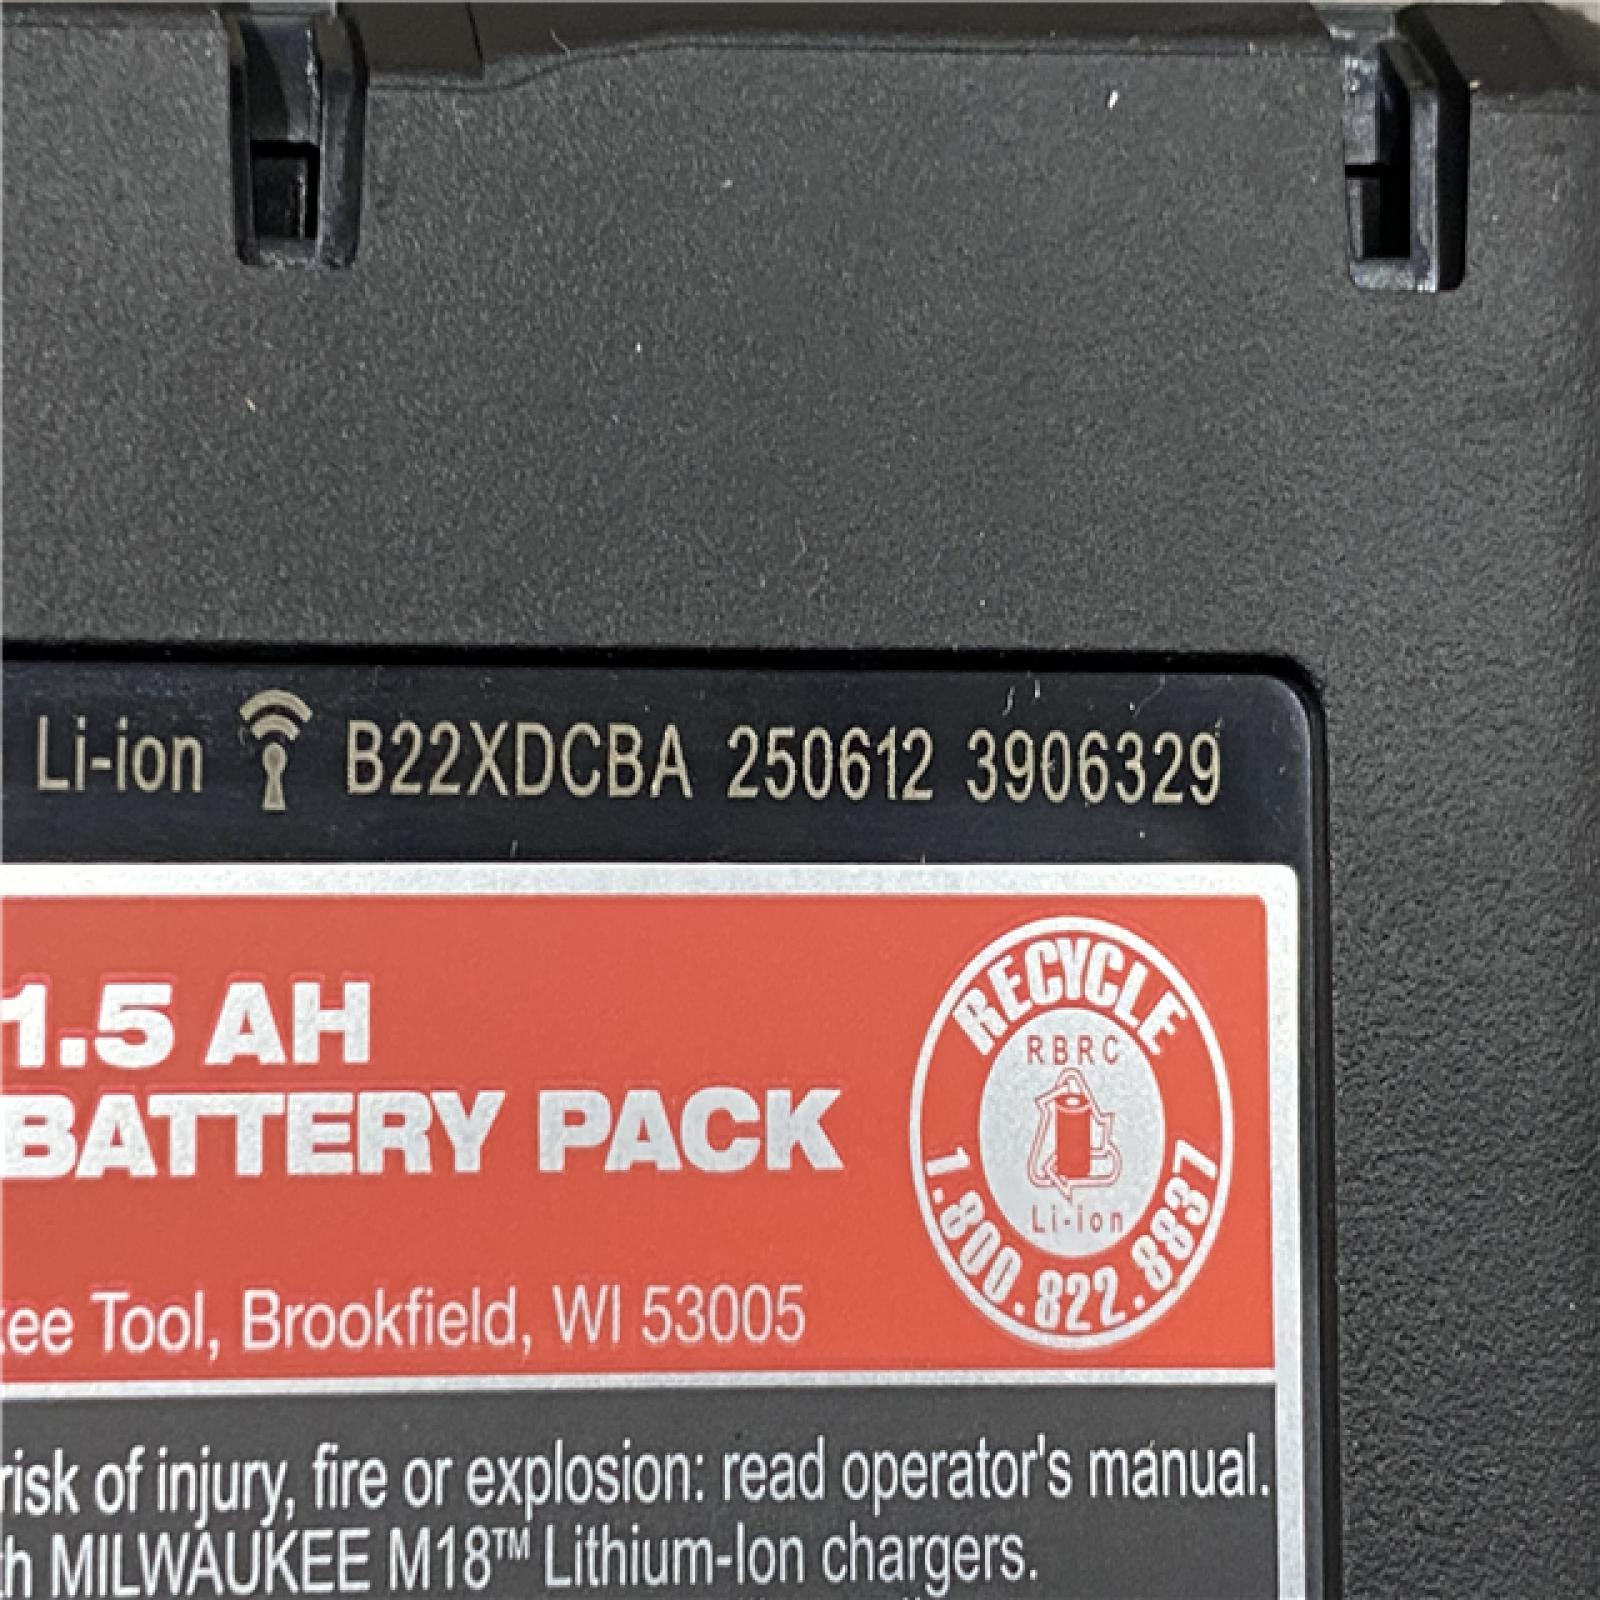 Li-ion B22XDCBA 250612 3906329
1.5 AH
BATTERY PACK
RECYCLE
RBRC
Li-ion
1.800.822.8837
Tool, Brookfield, WI 53005
risk of injury, fire or explosion: read operator's manual.
MILWAUKEE M18™ Lithium-Ion chargers.